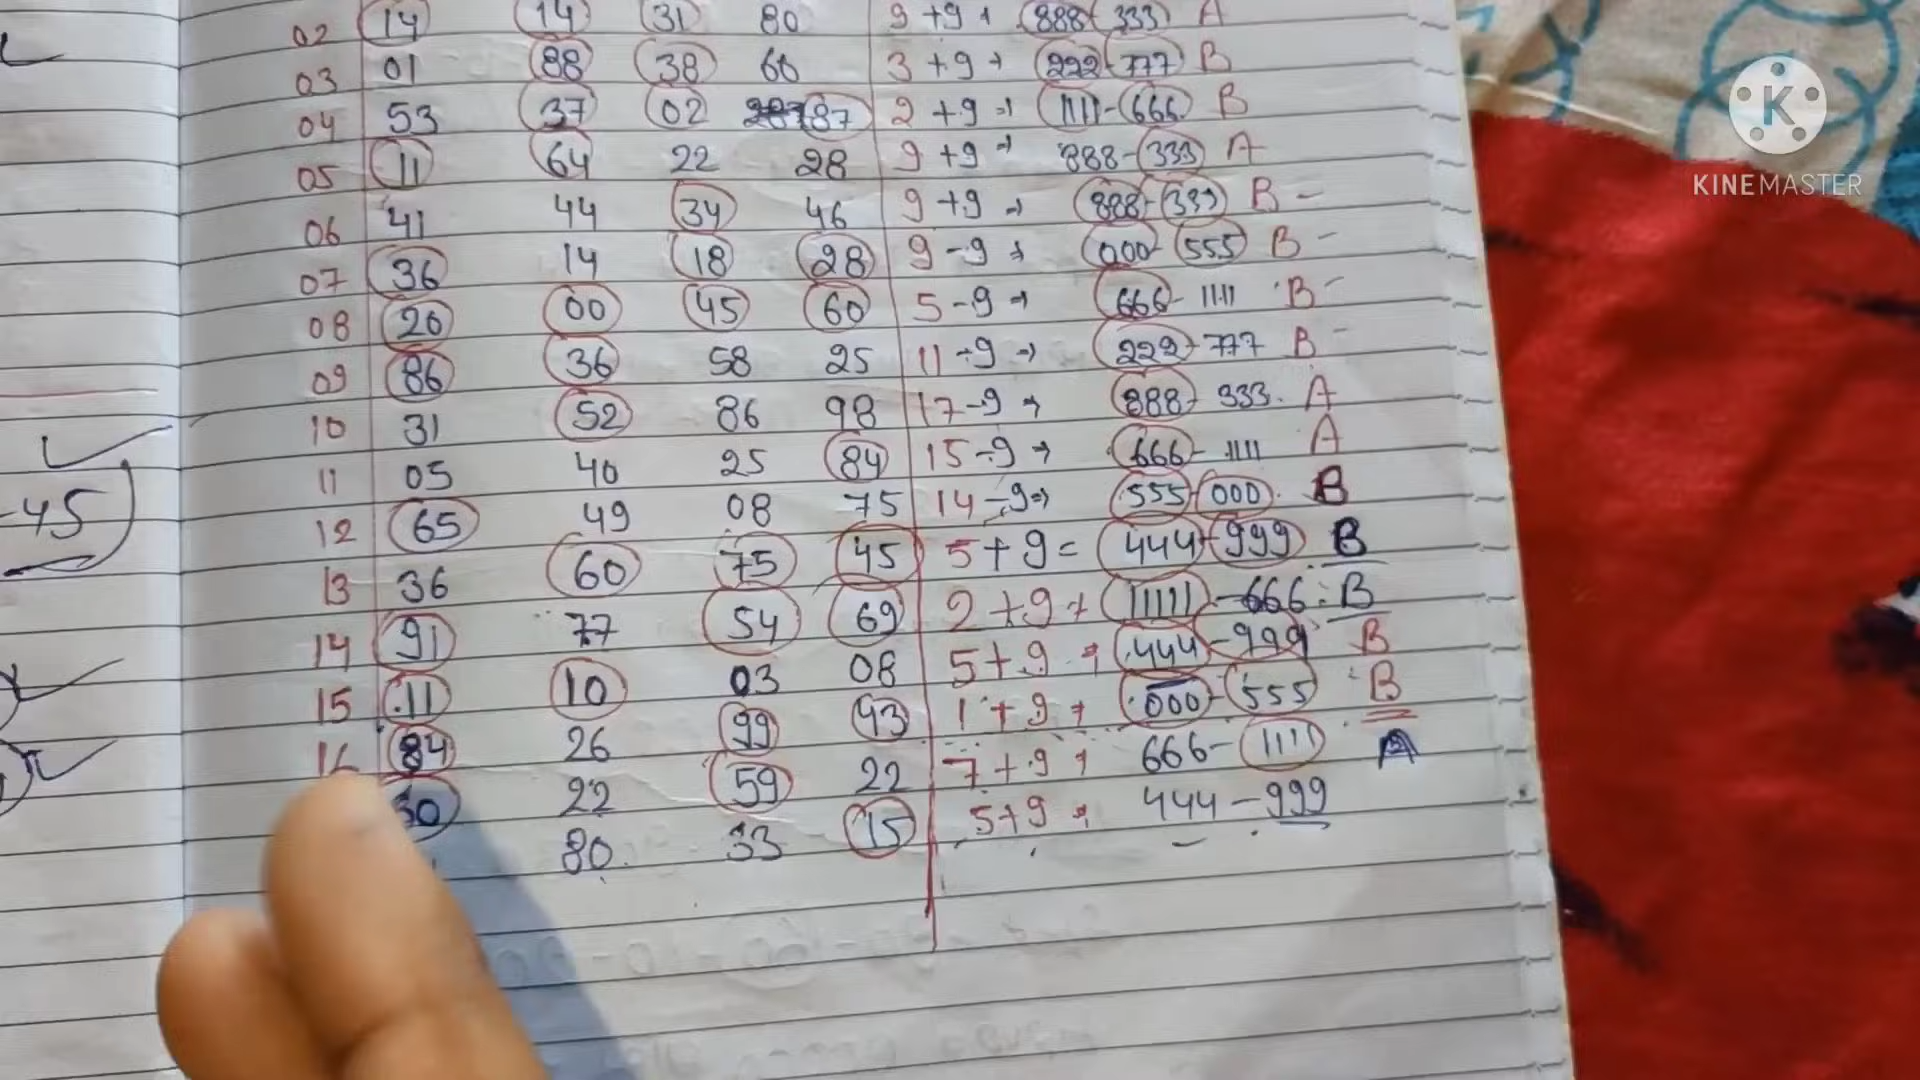 02 14 14 31 80 9+9→ 888-333 A
03 01 88 38 60 3+9→ 222-777 B
04 53 37 02 87 2+9⇒ 1111-666 B
05 11 64 22 28 9+9⇒ 888-333 A
06 41 44 34 46 9+9⇒ 888-333 B-
07 36 14 18 28 9-9→ 000-555 B-
08 20 00 45 60 5-9→ 666-1111 B-
09 86 36 58 25 11-9→ 222-777 B-
10 31 52 86 98 17-9→ 888-333. A
11 05 40 25 84 15-9→ 666-1111 A
12 65 49 08 75 14-9⇒ 555-000. B
13 36 60 75 45 5+9= 444-999 B
14 91 77 54 69 2+9→ 11111-666 B
15 11 10 03 08 5+9→ 444-999 B
16 84 26 99 43 1+9→ 000-555 B
30 22 59 22 7+9→ 666-1111 A
80 33 15 5+9→ 444-999
-45
KINEMASTER